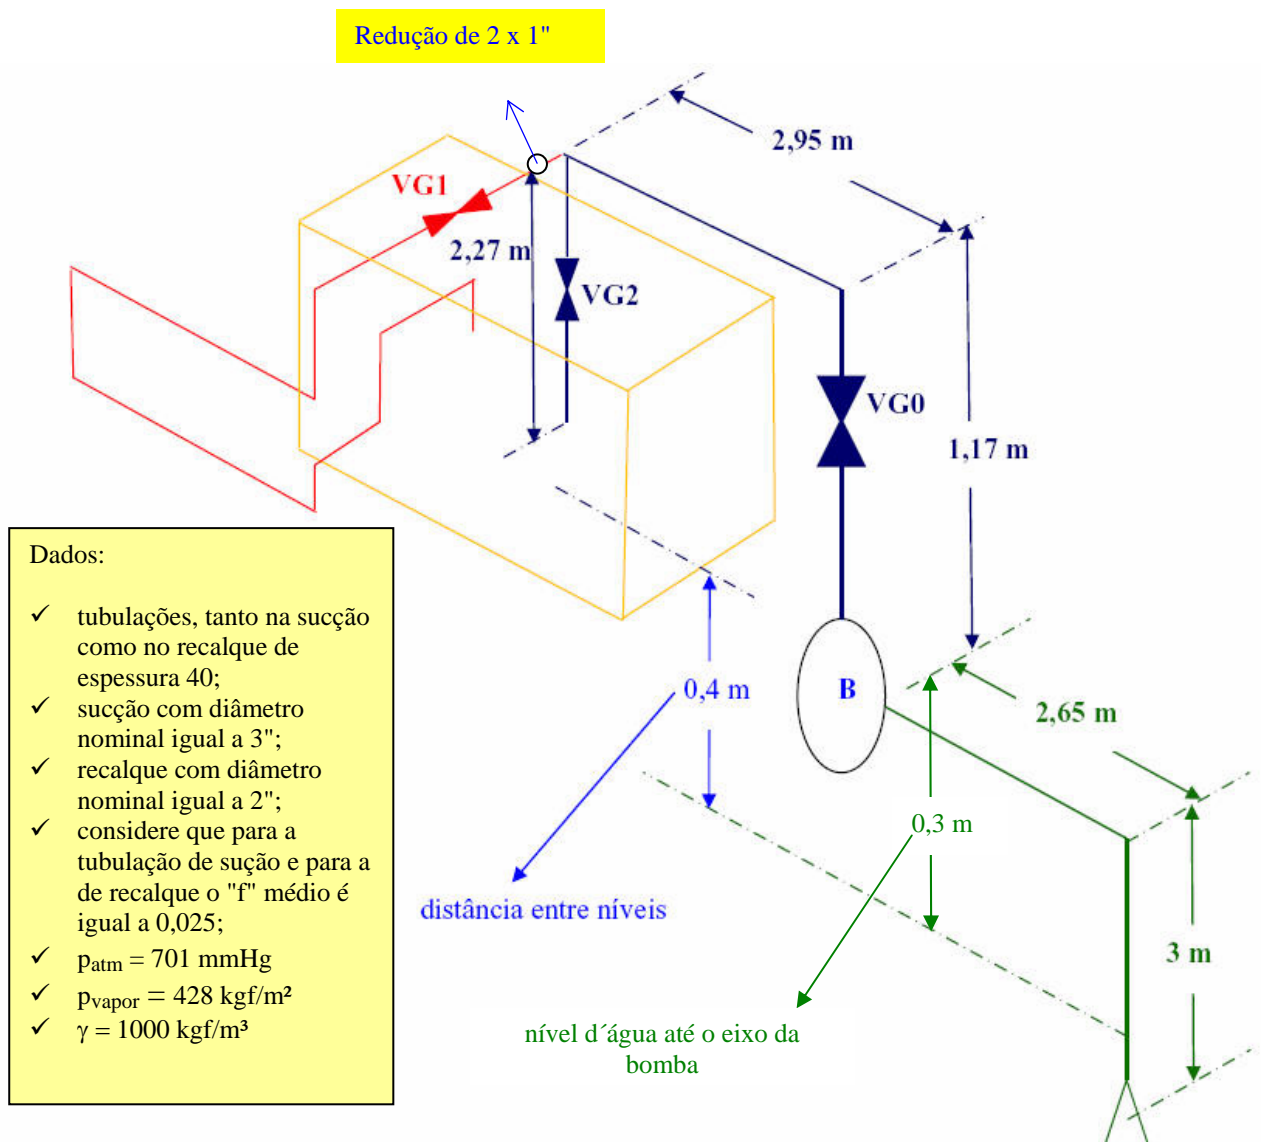 Redução de 2 x 1"
2,95 m
VG1
2,27 m
VG2
VG0
1,17 m
Dados:
✓ tubulações, tanto na sucção
como no recalque de
espessura 40;
✓ sucção com diâmetro
nominal igual a 3";
✓ recalque com diâmetro
nominal igual a 2";
✓ considere que para a
tubulação de sução e para a
de recalque o "f" médio é
igual a 0,025;
✓ patm = 701 mmHg
✓ pvapor = 428 kgf/m²
✓ γ = 1000 kgf/m³
0,4 m
B
2,65 m
0,3 m
distância entre níveis
3 m
nível d´água até o eixo da
bomba